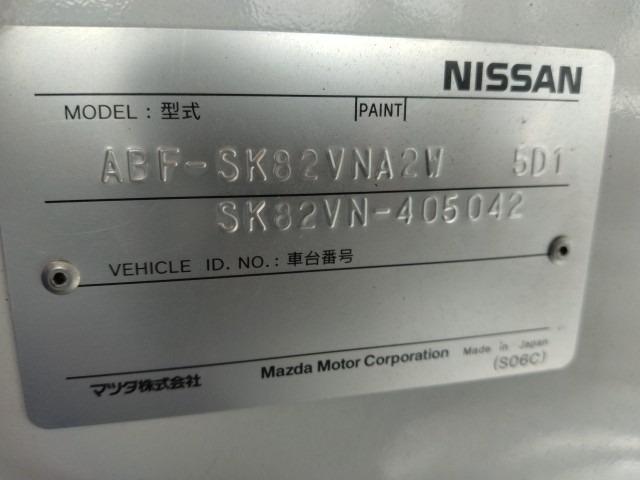 NISSAN
MODEL : 型式 PAINT
ABF-SK82VNA2W 5D1
SK82VN-405042
VEHICLE ID. NO. : 車台番号
マツダ株式会社 Mazda Motor Corporation Made in Japan
(S06C)